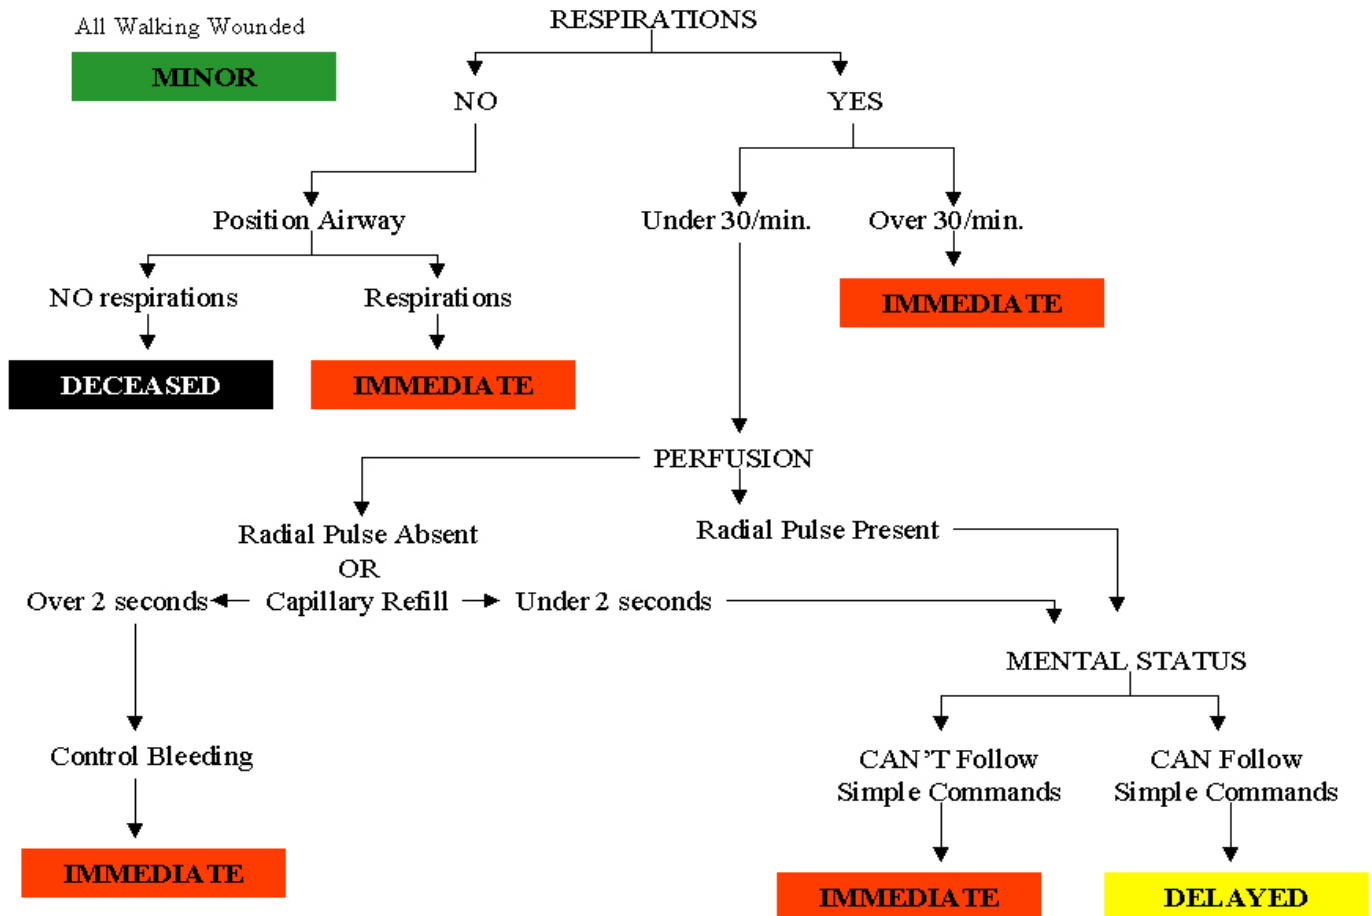 All Walking Wounded
MINOR
RESPIRATIONS
NO
YES
Position Airway
Under 30/min.
Over 30/min.
NO respirations
Respirations
IMMEDIATE
DECEASED
IMMEDIATE
PERFUSION
Radial Pulse Absent
OR
Radial Pulse Present
Over 2 seconds
Capillary Refill
Under 2 seconds
MENTAL STATUS
Control Bleeding
CAN'T Follow
Simple Commands
CAN Follow
Simple Commands
IMMEDIATE
IMMEDIATE
DELAYED